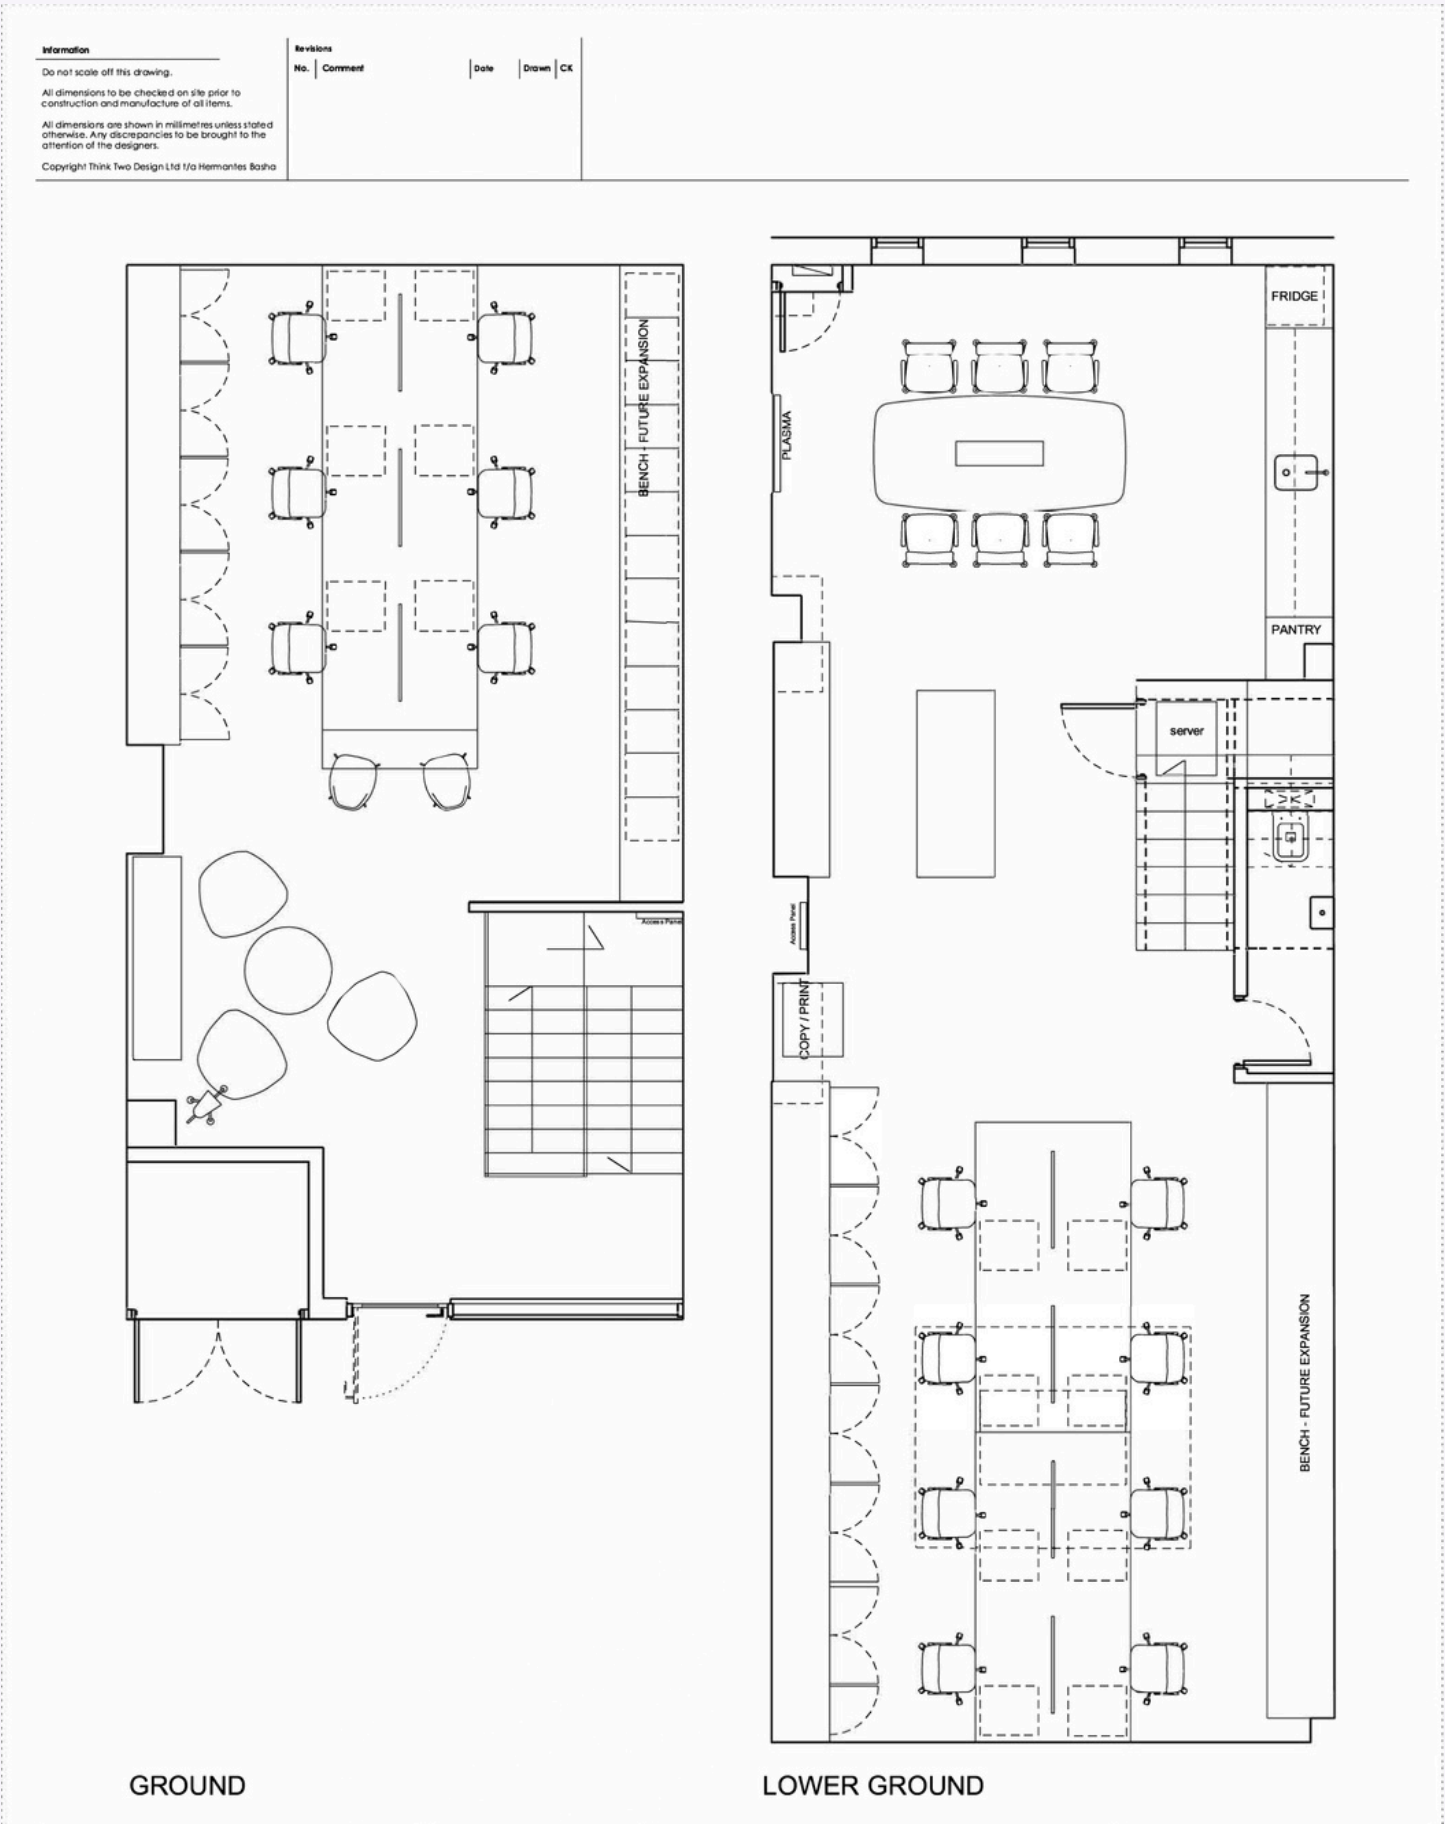 Information
Do not scale off this drawing.
All dimensions to be checked on site prior to
construction and manufacture of all items.
All dimensions are shown in millimetres unless stated
otherwise. Any discrepancies to be brought to the
attention of the designers.
Copyright Think Two Design Ltd t/a Hermantes Basha
Revisions
No. Comment Date Drawn CK
BENCH - FUTURE EXPANSION
Access Panel
GROUND
FRIDGE
PLASMA
PANTRY
server
Access Panel
COPY / PRINT
BENCH - FUTURE EXPANSION
LOWER GROUND